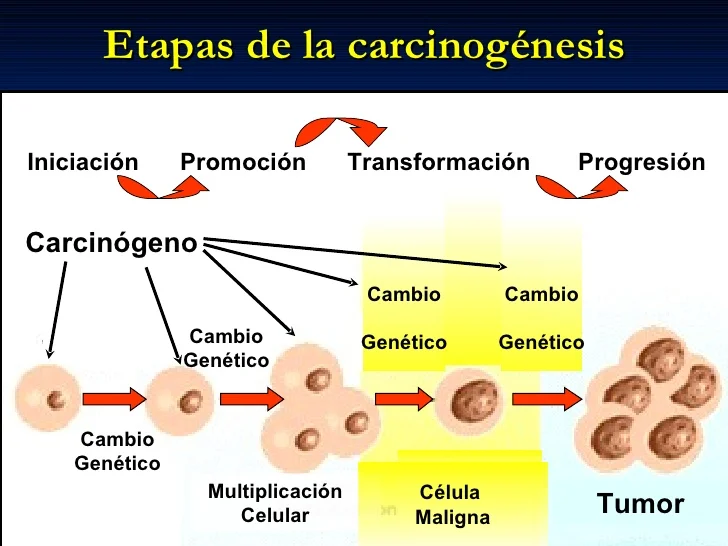 Etapas de la carcinogénesis
Iniciación Promoción Transformación Progresión
Carcinógeno
Cambio Cambio
Genético Genético
Cambio
Genético
Cambio
Genético
Multiplicación
Celular
Célula
Maligna
Tumor